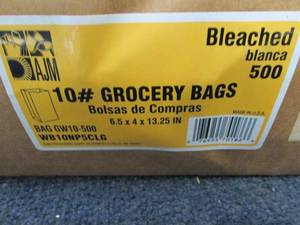 AJM
Bleached
blanca
500
10# GROCERY BAGS
Bolsas de Compras
6.5 x 4 x 13.25 IN
MADE IN U.S.A.
BAG GW10-500
WB10NP5CLG